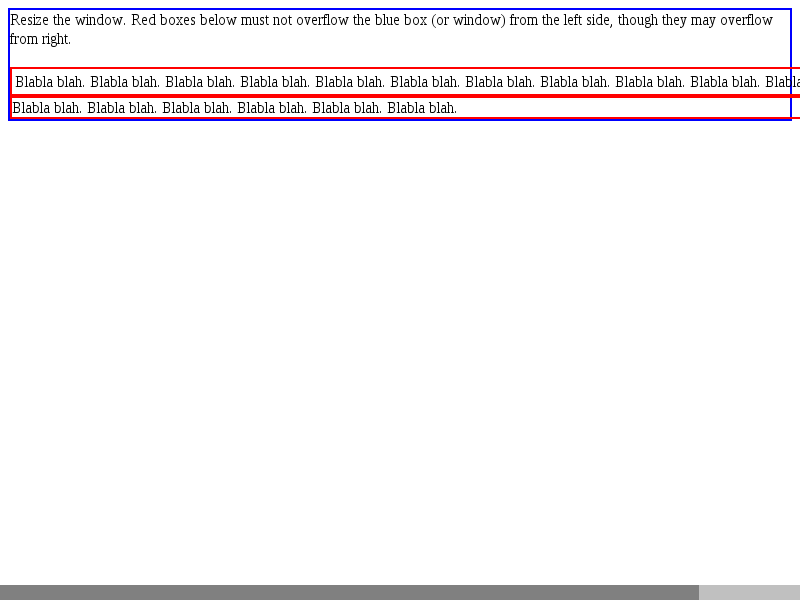 Resize the window. Red boxes below must not overflow the blue box (or window) from the left side, though they may overflow
from right.
Blabla blah. Blabla blah. Blabla blah. Blabla blah. Blabla blah. Blabla blah. Blabla blah. Blabla blah. Blabla blah. Blabla blah. Blabla
Blabla blah. Blabla blah. Blabla blah. Blabla blah. Blabla blah. Blabla blah.